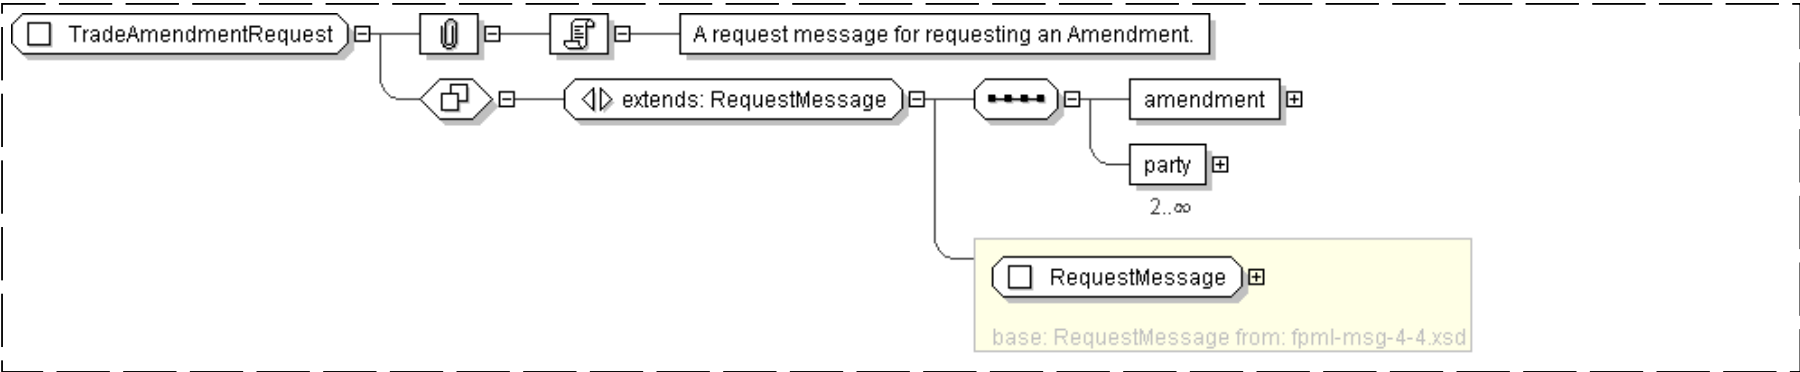 TradeAmendmentRequest
A request message for requesting an Amendment.
extends: RequestMessage
amendment
party
2..∞
RequestMessage
base: RequestMessage from: fpml-msg-4-4.xsd